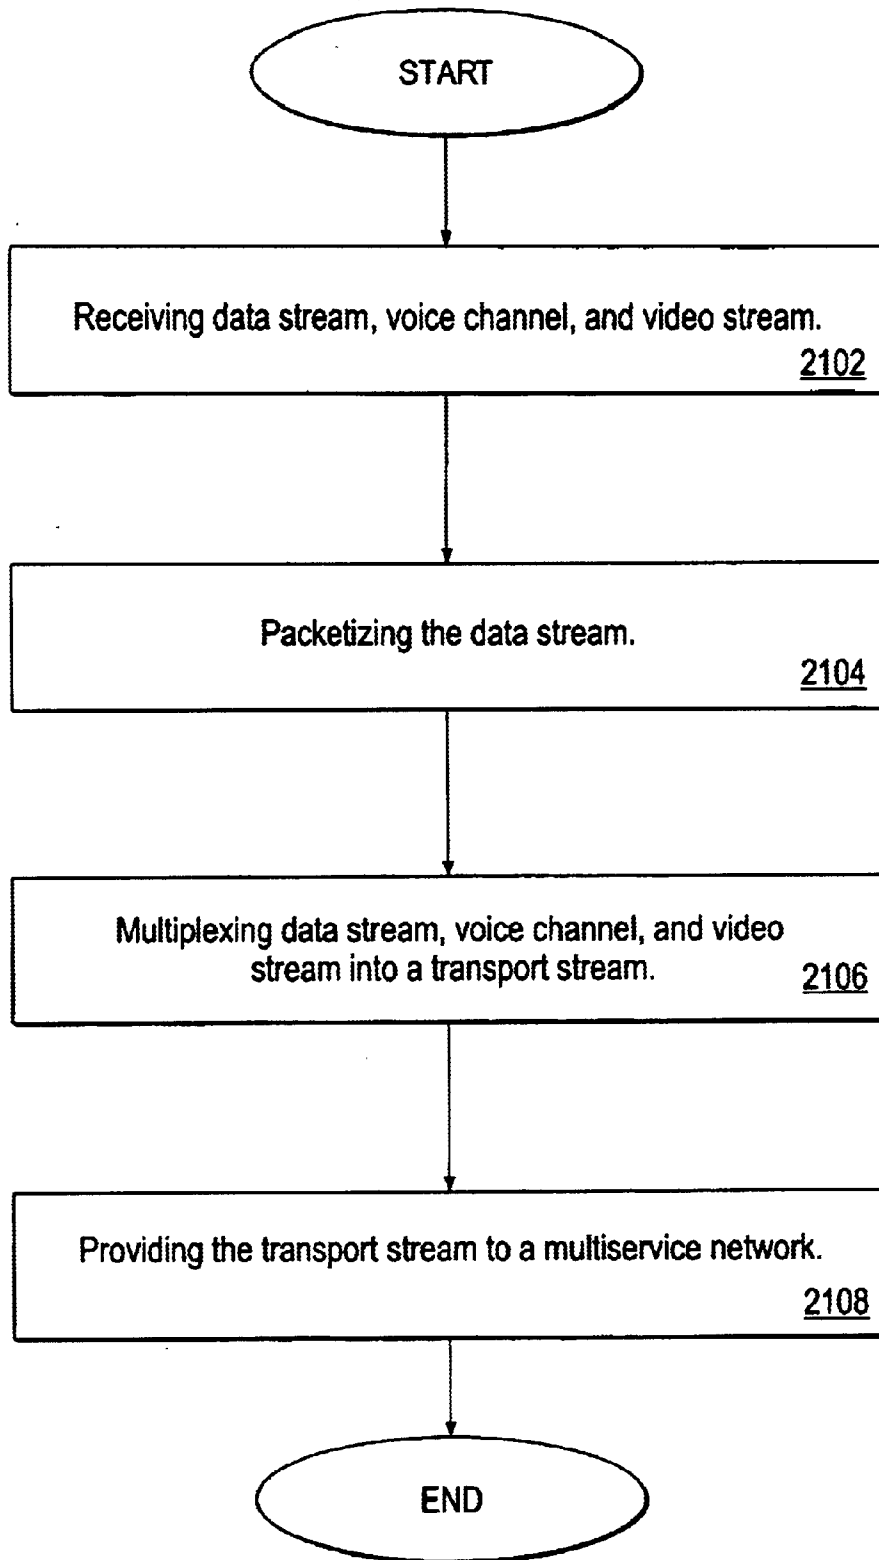 START
Receiving data stream, voice channel, and video stream.
2102
Packetizing the data stream.
2104
Multiplexing data stream, voice channel, and video
stream into a transport stream.
2106
Providing the transport stream to a multiservice network.
2108
END